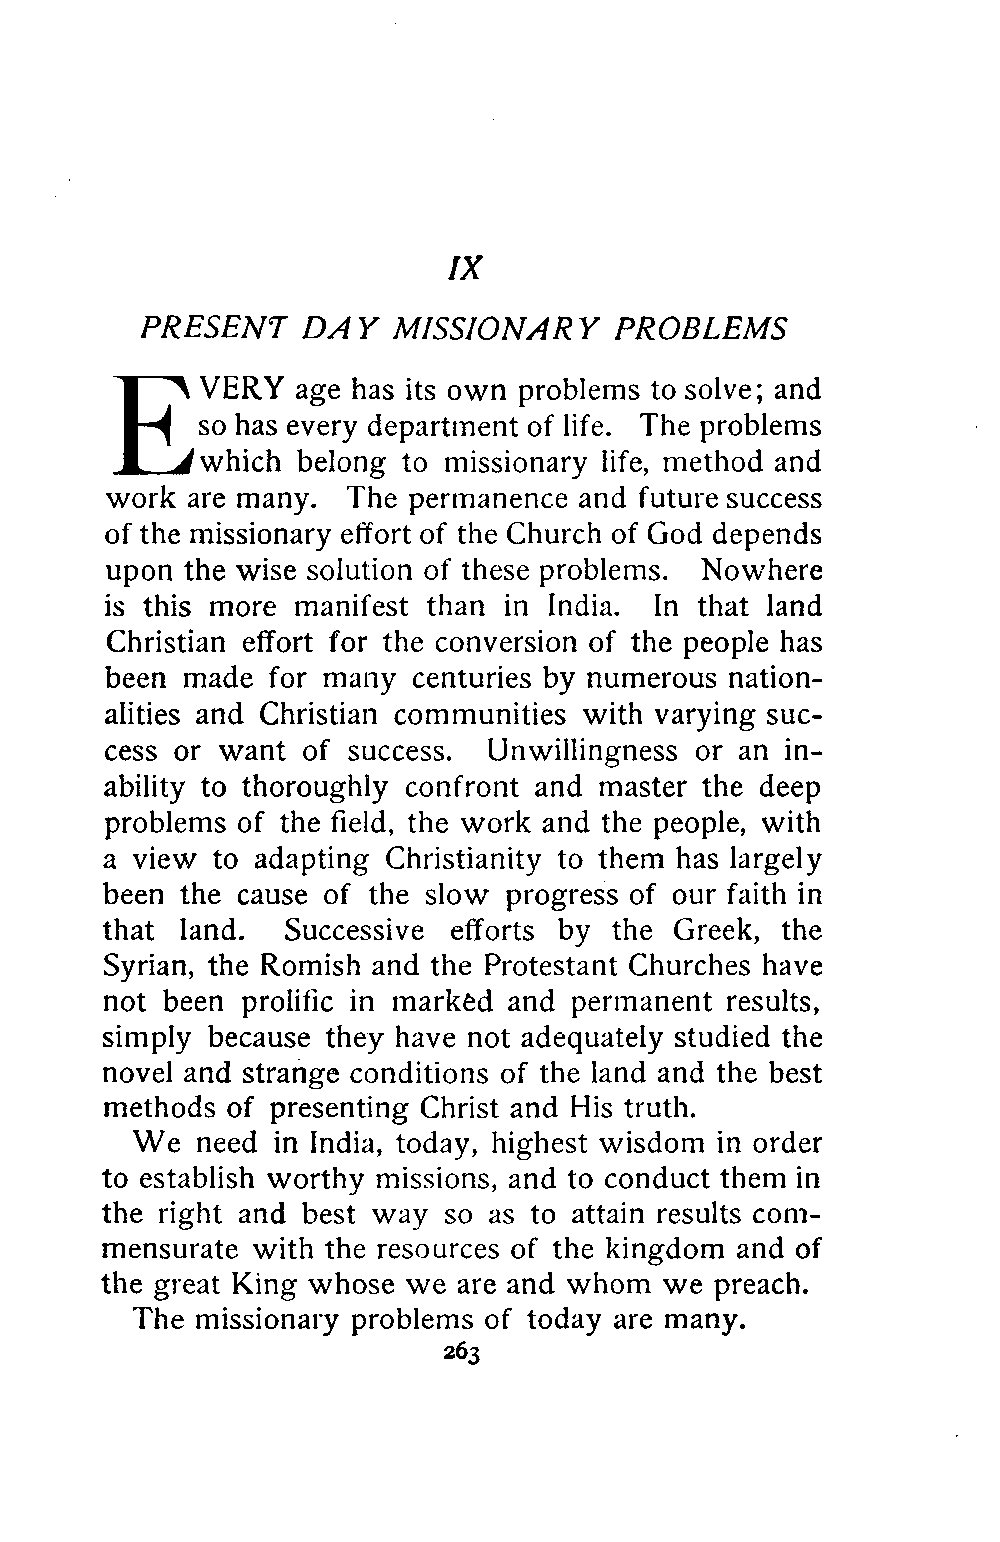 IX
PRESENT DAY MISSIONARY PROBLEMS
EVERY age has its own problems to solve; and
so has every department of life. The problems
which belong to missionary life, method and
work are many. The permanence and future success
of the missionary effort of the Church of God depends
upon the wise solution of these problems. Nowhere
is this more manifest than in India. In that land
Christian effort for the conversion of the people has
been made for many centuries by numerous nation-
alities and Christian communities with varying suc-
cess or want of success. Unwillingness or an in-
ability to thoroughly confront and master the deep
problems of the field, the work and the people, with
a view to adapting Christianity to them has largely
been the cause of the slow progress of our faith in
that land. Successive efforts by the Greek, the
Syrian, the Romish and the Protestant Churches have
not been prolific in marked and permanent results,
simply because they have not adequately studied the
novel and strange conditions of the land and the best
methods of presenting Christ and His truth.
We need in India, today, highest wisdom in order
to establish worthy missions, and to conduct them in
the right and best way so as to attain results com-
mensurate with the resources of the kingdom and of
the great King whose we are and whom we preach.
The missionary problems of today are many.
263